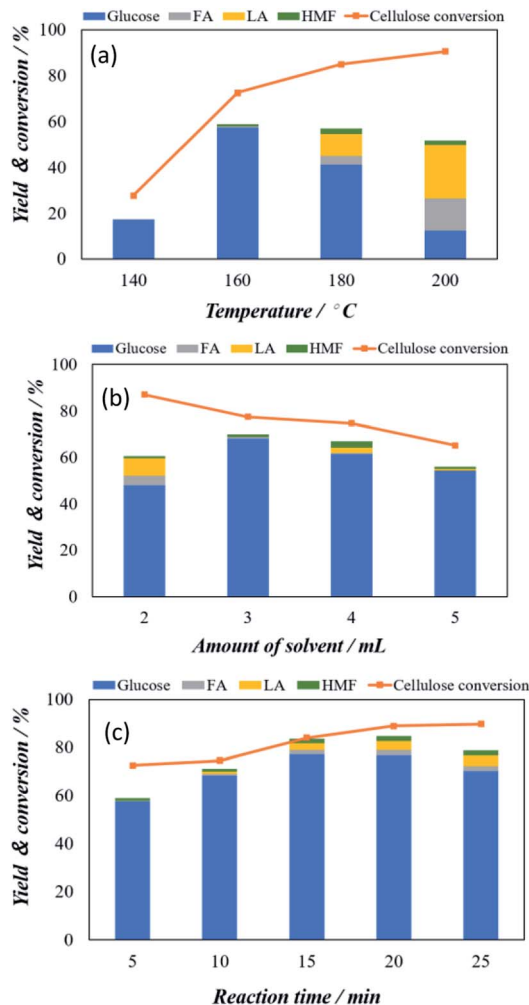 Glucose FA LA HMF Cellulose conversion
100
(a)
80
60
40
20
0
Yield & conversion / %
140 160 180 200
Temperature / °C
Glucose FA LA HMF Cellulose conversion
100
(b)
80
60
40
20
0
Yield & conversion / %
2 3 4 5
Amount of solvent / mL
Glucose FA LA HMF Cellulose conversion
100
(c)
80
60
40
20
0
Yield & conversion / %
5 10 15 20 25
Reaction time / min